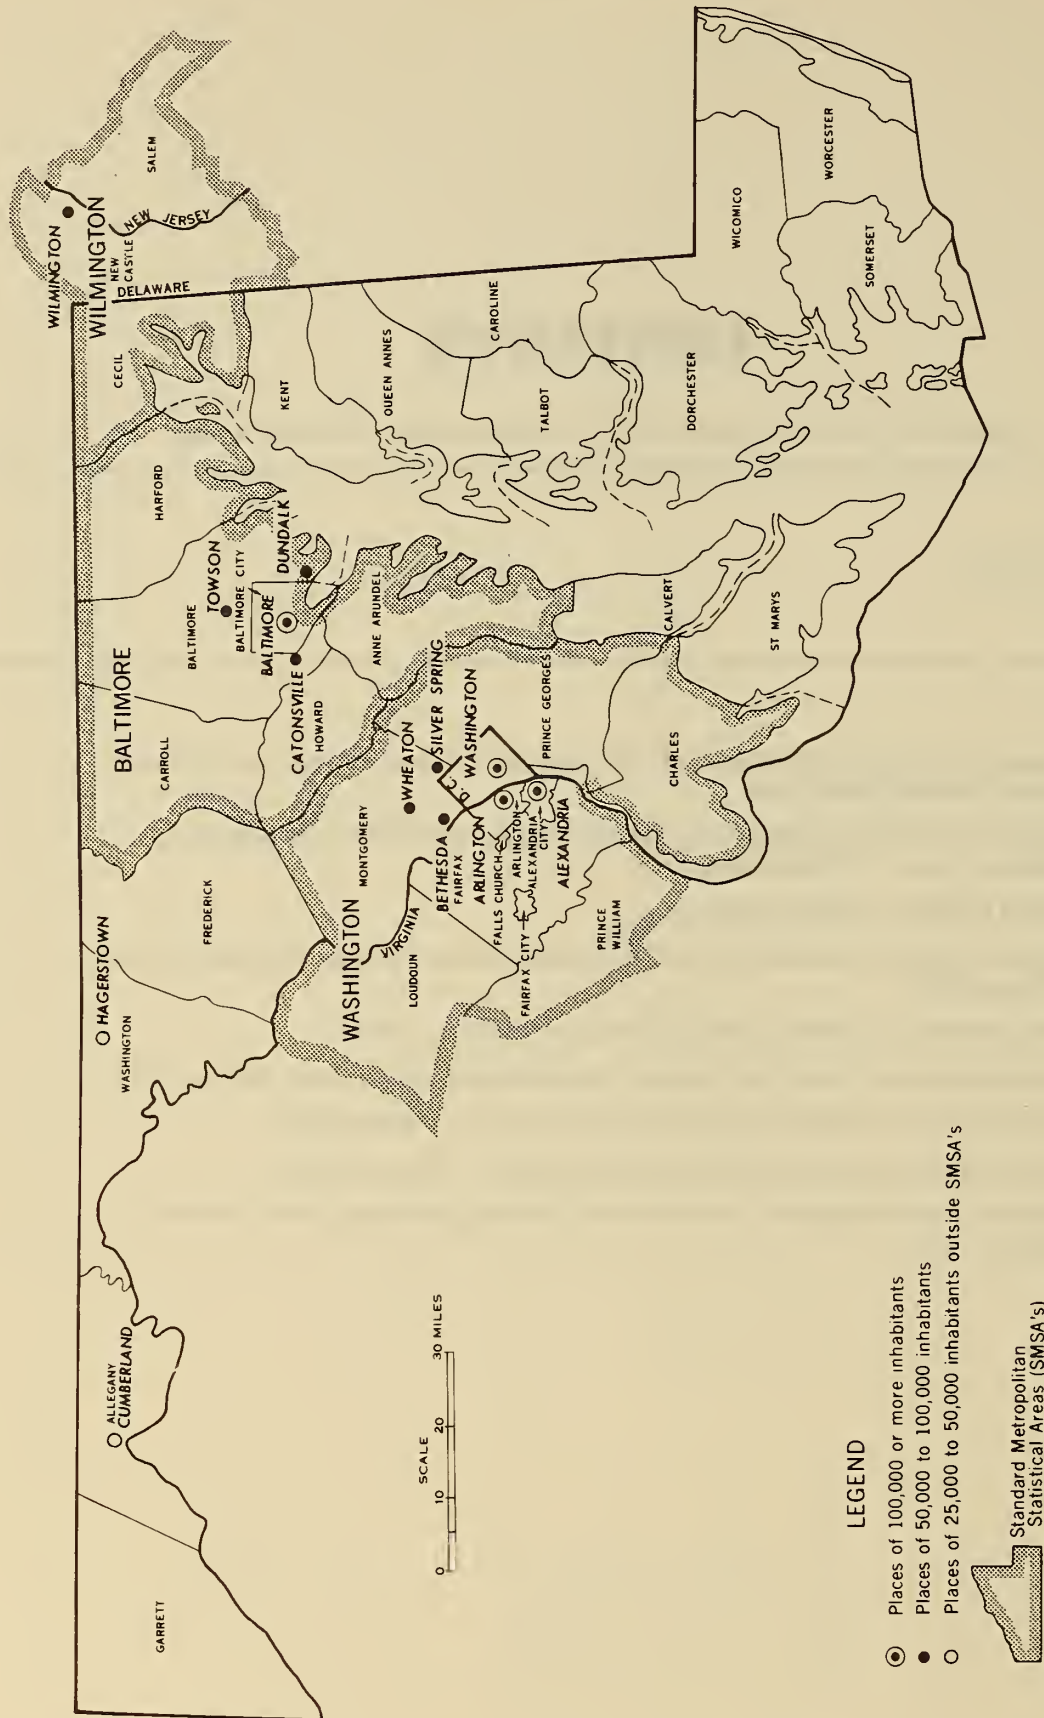 GARRETT
ALLEGANY
CUMBERLAND
HAGERSTOWN
WASHINGTON
FREDERICK
BALTIMORE
CARROLL
BALTIMORE
TOWSON
BALTIMORE CITY
BALTIMORE
DUNDALK
HARFORD
CECIL
WILMINGTON
WILMINGTON
NEW
CASTLE
DELAWARE
NEW JERSEY
SALEM
CATONSVILLE
HOWARD
ANNE ARUNDEL
KENT
QUEEN ANNES
CAROLINE
TALBOT
DORCHESTER
WICOMICO
WORCESTER
SOMERSET
WASHINGTON
MONTGOMERY
WHEATON
SILVER SPRING
WASHINGTON
D. C.
BETHESDA
FAIRFAX
VIRGINIA
LOUDOUN
ARLINGTON
FALLS CHURCH
ARLINGTON
ALEXANDRIA
CITY
ALEXANDRIA
FAIRFAX CITY
PRINCE
WILLIAM
PRINCE GEORGES
CALVERT
CHARLES
ST MARYS
SCALE
0 10 20 30 MILES
LEGEND
Places of 100,000 or more inhabitants
Places of 50,000 to 100,000 inhabitants
Places of 25,000 to 50,000 inhabitants outside SMSA's
Standard Metropolitan
Statistical Areas (SMSA's)